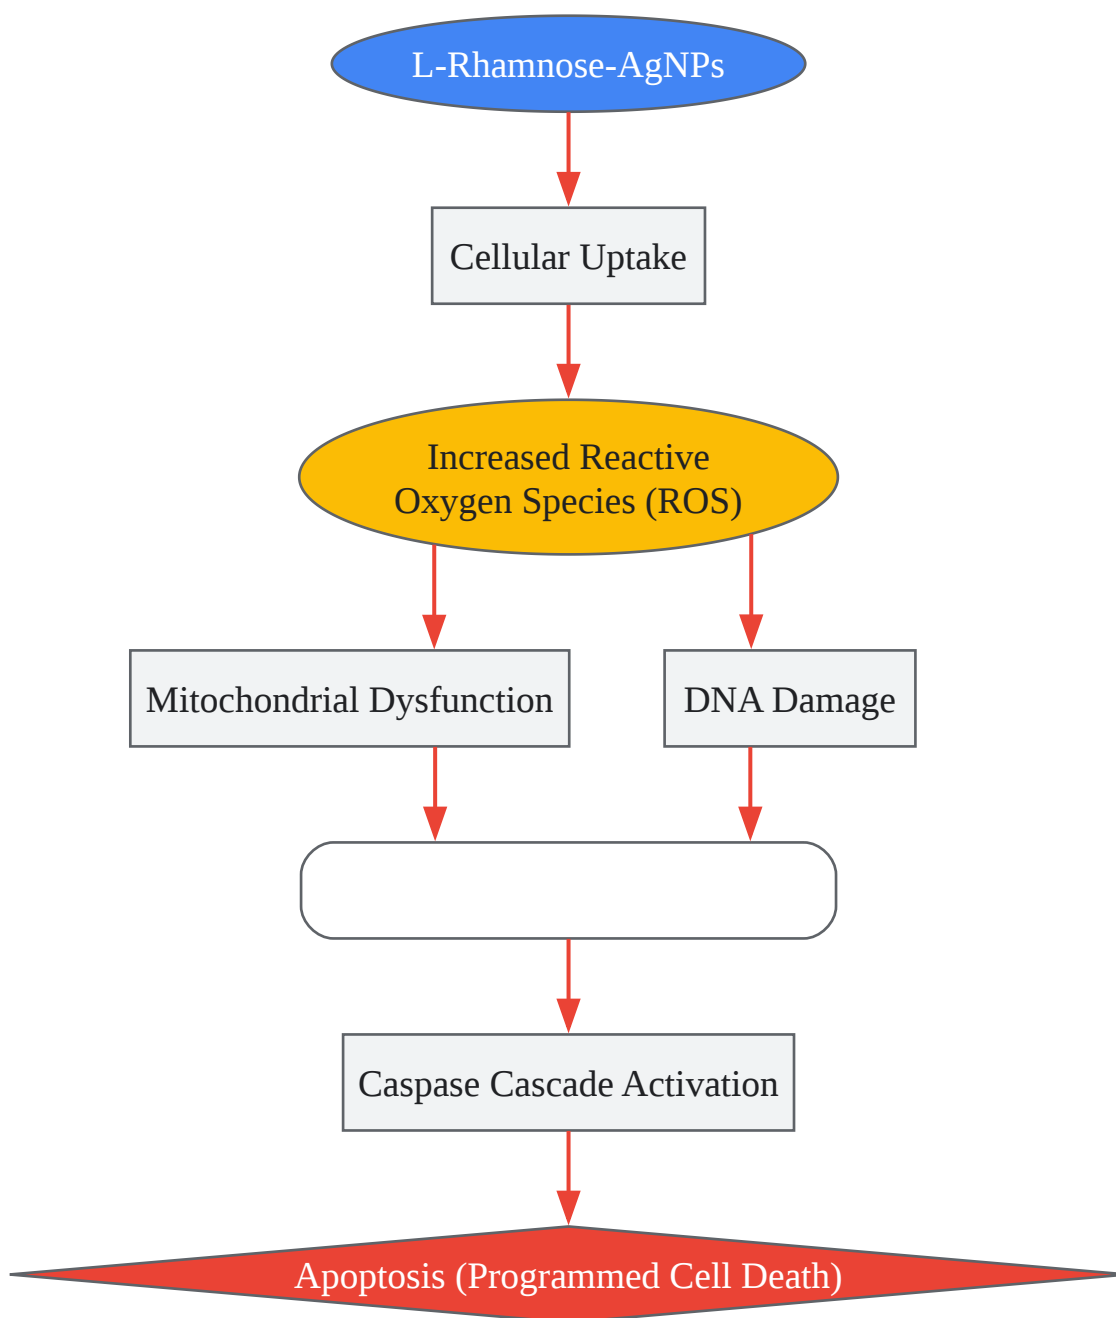 L-Rhamnose-AgNPs
Cellular Uptake
Increased Reactive
Oxygen Species (ROS)
Mitochondrial Dysfunction
DNA Damage
Caspase Cascade Activation
Apoptosis (Programmed Cell Death)